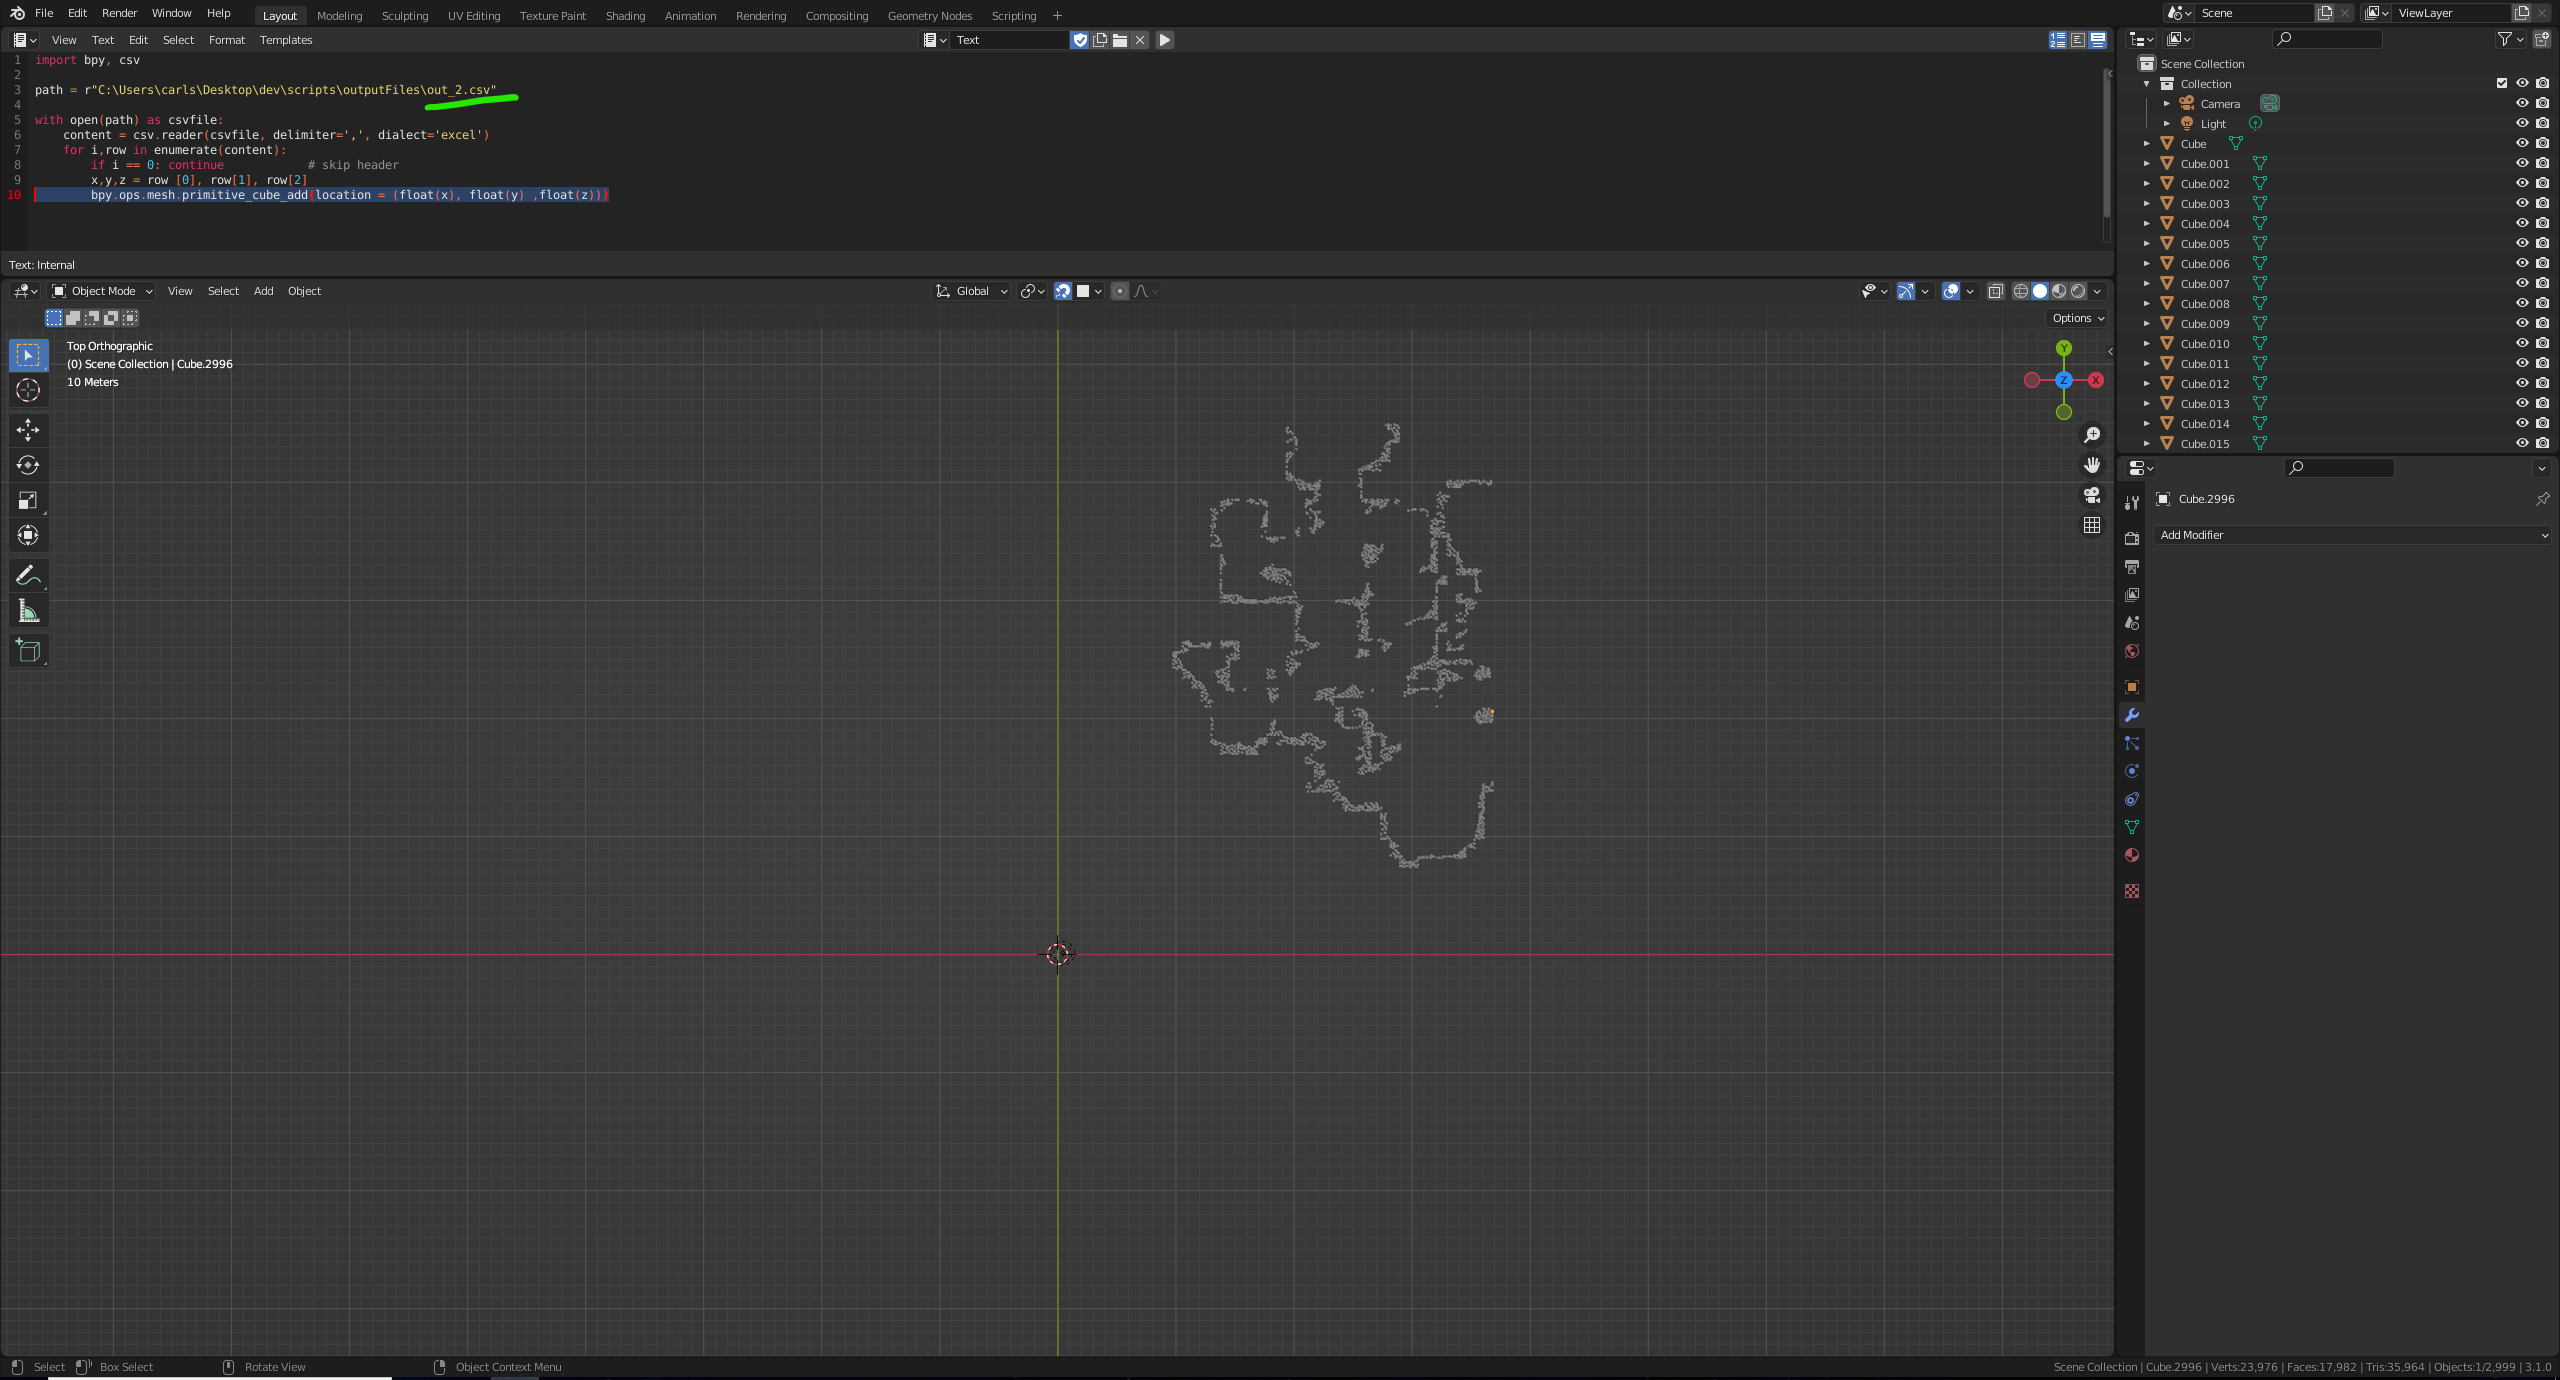 File Edit Render Window Help Layout Modeling Sculpting UV Editing Texture Paint Shading Animation Rendering Compositing Geometry Nodes Scripting + Scene ViewLayer
View Text Edit Select Format Templates Text
1 import bpy, csv
2
3 path = r"C:\Users\carls\Desktop\dev\scripts\outputFiles\out_2.csv"
4
5 with open(path) as csvfile:
6 content = csv.reader(csvfile, delimiter=',', dialect='excel')
7 for i,row in enumerate(content):
8 if i == 0: continue # skip header
9 x,y,z = row [0], row[1], row[2]
10 bpy.ops.mesh.primitive_cube_add(location = (float(x), float(y) ,float(z)))
Text: Internal
Object Mode View Select Add Object Global
Options
Top Orthographic
(0) Scene Collection | Cube.2996
10 Meters
Y
Z
X
Scene Collection
Collection
Camera
Light
Cube
Cube.001
Cube.002
Cube.003
Cube.004
Cube.005
Cube.006
Cube.007
Cube.008
Cube.009
Cube.010
Cube.011
Cube.012
Cube.013
Cube.014
Cube.015
Cube.2996
Add Modifier
Select Box Select Rotate View Object Context Menu
Scene Collection | Cube.2996 | Verts:23,976 | Faces:17,982 | Tris:35,964 | Objects:1/2,999 | 3.1.0